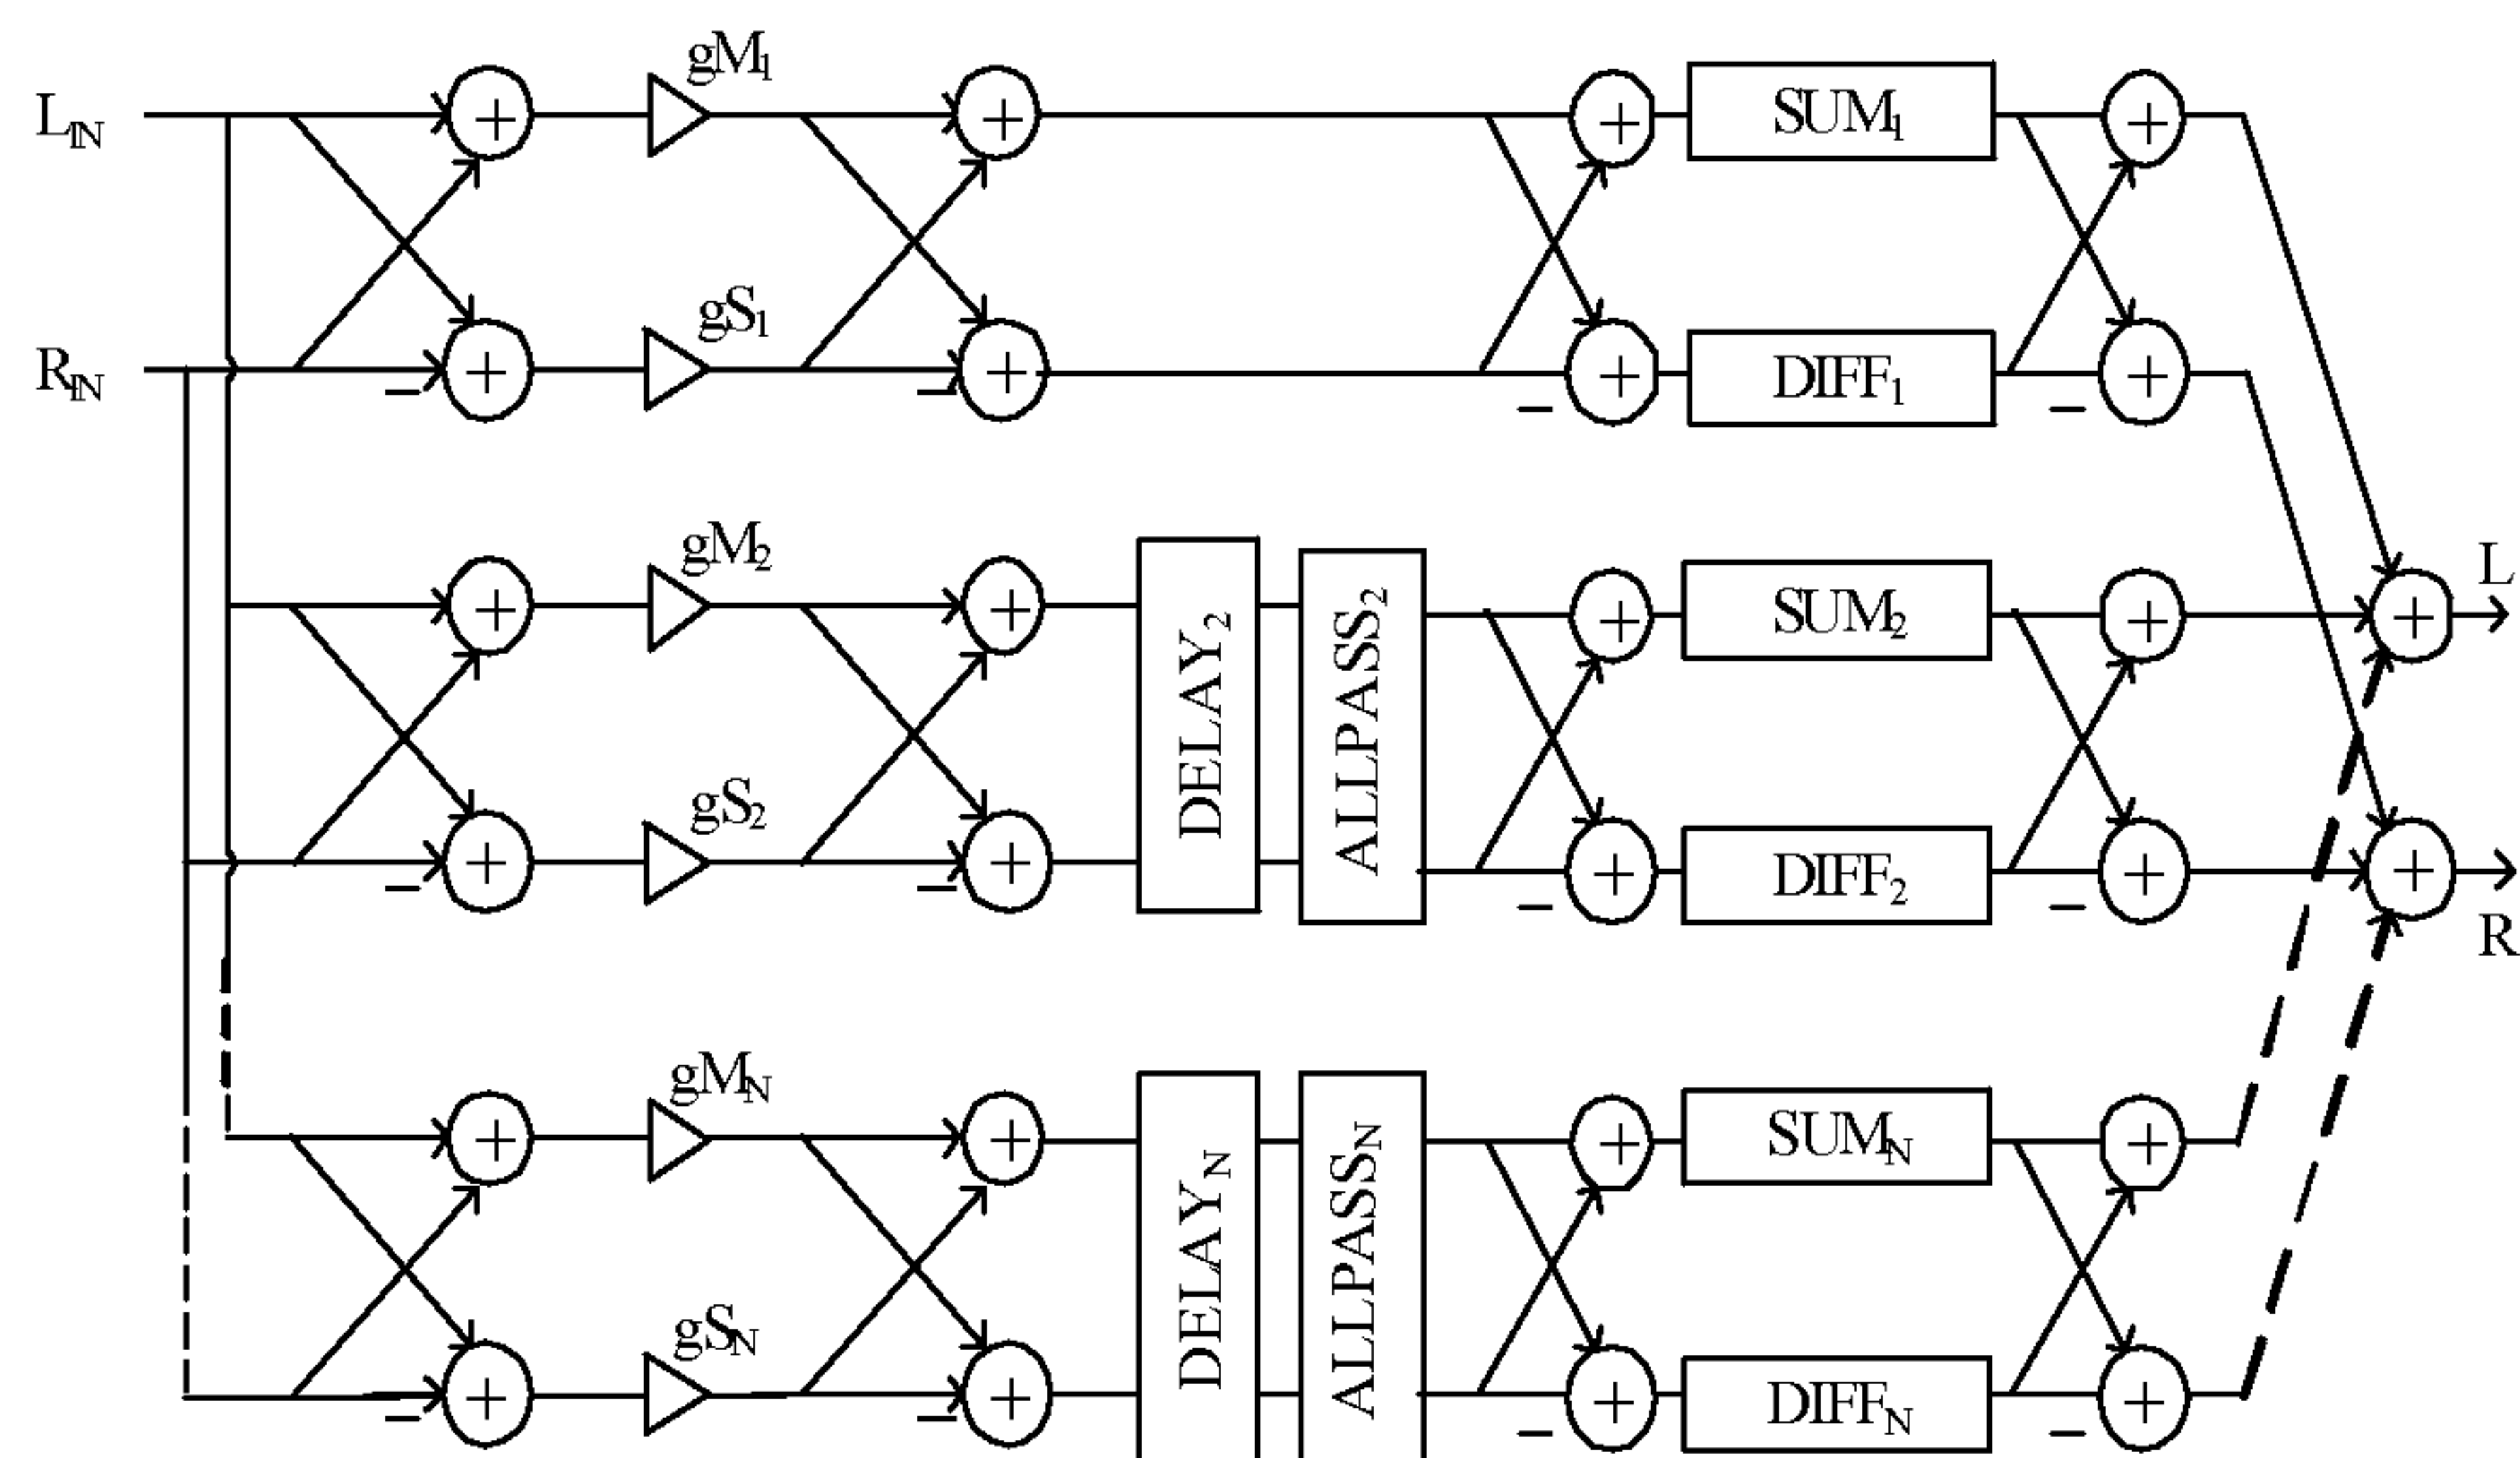 L_IN
gM_1
SUM_1
R_IN
gS_1
DIFF_1
gM_2
DELAY_2
ALLPASS_2
SUM_2
L
gS_2
DIFF_2
R
gM_N
DELAY_N
ALLPASS_N
SUM_N
gS_N
DIFF_N